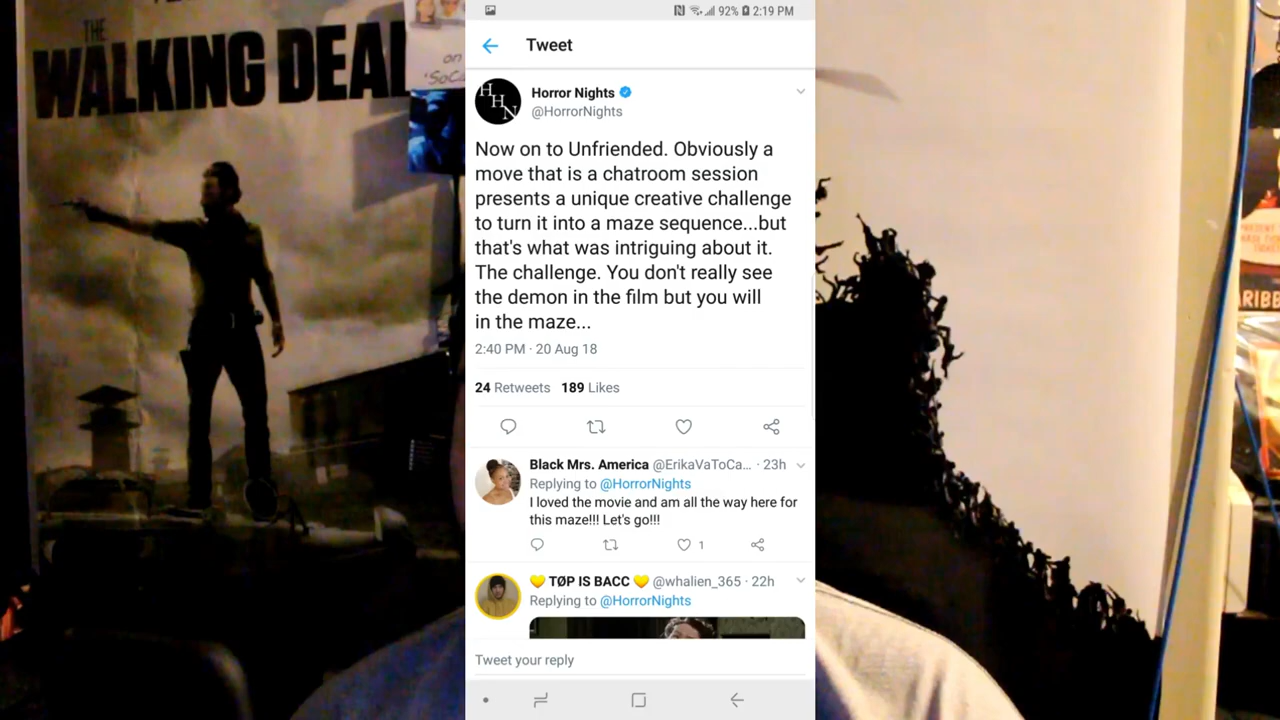 THE
WALKING DEAD
on
'SoC
92% 2:19 PM
Tweet
HHN
Horror Nights
@HorrorNights
Now on to Unfriended. Obviously a
move that is a chatroom session
presents a unique creative challenge
to turn it into a maze sequence...but
that's what was intriguing about it.
The challenge. You don't really see
the demon in the film but you will
in the maze...
2:40 PM · 20 Aug 18
24 Retweets 189 Likes
Black Mrs. America @ErikaVaToCa... · 23h
Replying to @HorrorNights
I loved the movie and am all the way here for
this maze!!! Let's go!!!
1
💛 TØP IS BACC 💛 @whalien_365 · 22h
Replying to @HorrorNights
Tweet your reply
ARIBB